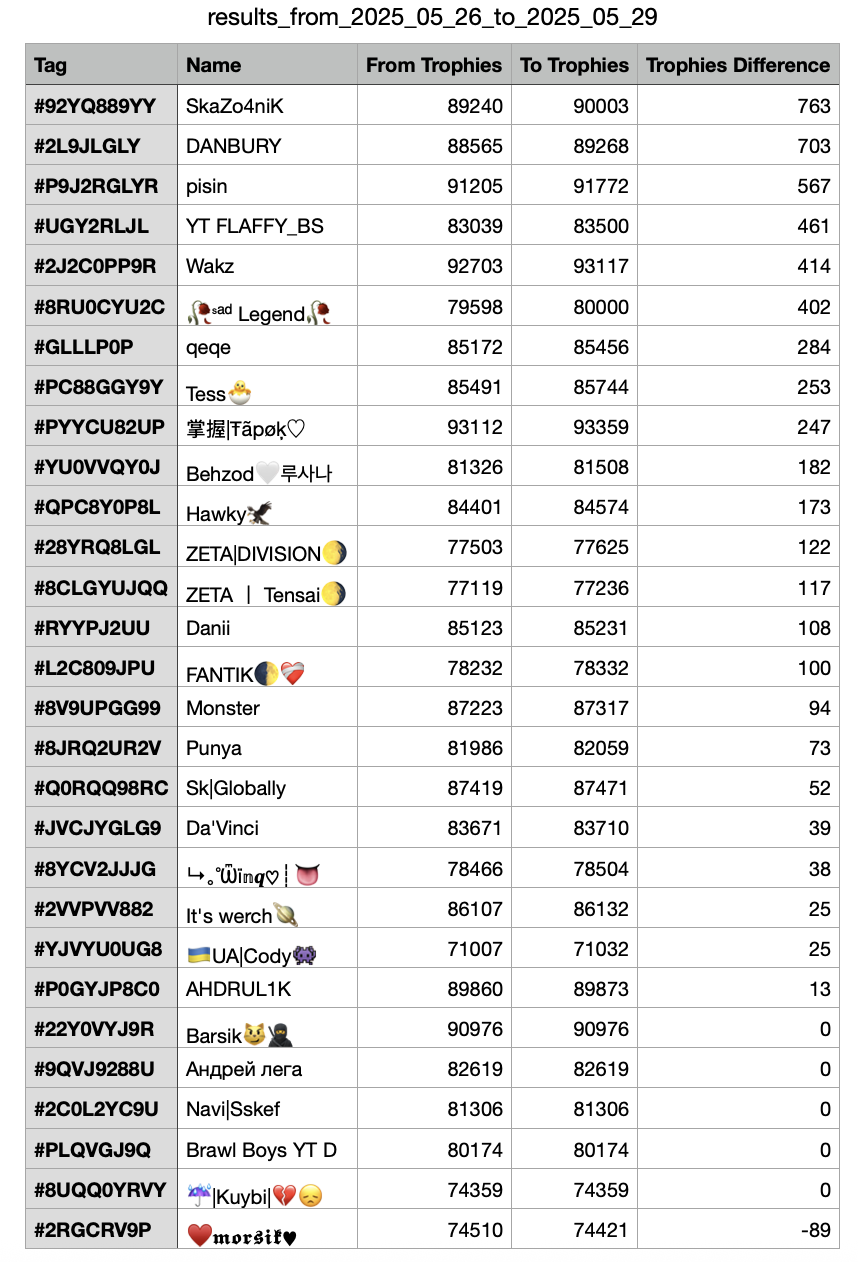 results_from_2025_05_26_to_2025_05_29
Tag Name From Trophies To Trophies Trophies Difference
#92YQ889YY SkaZo4niK 89240 90003 763
#2L9JLGLY DANBURY 88565 89268 703
#P9J2RGLYR pisin 91205 91772 567
#UGY2RLJL YT FLAFFY_BS 83039 83500 461
#2J2C0PP9R Wakz 92703 93117 414
#8RU0CYU2C 🥀ˢᵃᵈ Legend🥀 79598 80000 402
#GLLLP0P qeqe 85172 85456 284
#PC88GGY9Y Tess🐣 85491 85744 253
#PYYCU82UP 掌握|Ŧãpøķ♡ 93112 93359 247
#YU0VVQY0J Behzod🤍루사나 81326 81508 182
#QPC8Y0P8L Hawky🦅 84401 84574 173
#28YRQ8LGL ZETA|DIVISION🌖 77503 77625 122
#8CLGYUJQQ ZETA | Tensai🌖 77119 77236 117
#RYYPJ2UU Danii 85123 85231 108
#L2C809JPU FANTIK🌓❤️‍🩹 78232 78332 100
#8V9UPGG99 Monster 87223 87317 94
#8JRQ2UR2V Punya 81986 82059 73
#Q0RQQ98RC Sk|Globally 87419 87471 52
#JVCJYGLG9 Da'Vinci 83671 83710 39
#8YCV2JJJG ↳｡˚Ѿïn𝒒♡┆👅 78466 78504 38
#2VVPVV882 It's werch🪐 86107 86132 25
#YJVYU0UG8 🇺🇦UA|Cody👾 71007 71032 25
#P0GYJP8C0 AHDRUL1K 89860 89873 13
#22Y0VYJ9R Barsik😼🥷 90976 90976 0
#9QVJ9288U Андрей лега 82619 82619 0
#2C0L2YC9U Navi|Sskef 81306 81306 0
#PLQVGJ9Q Brawl Boys YT D 80174 80174 0
#8UQQ0YRVY ☔|Kuybi|💔😞 74359 74359 0
#2RGCRV9P ♥️𝖒𝖔𝖗𝖘𝖎𝖐♥ 74510 74421 -89